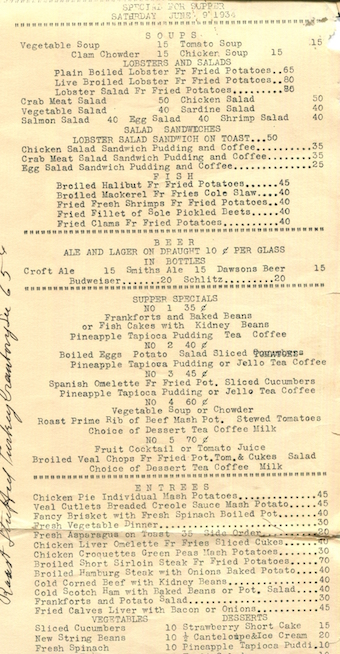 SPECIAL FOR SUPPER
SATURDAY JUNE 9 1934
SOUPS
Vegetable Soup 15 Tomato Soup 15
Clam Chowder 15 Chicken Soup 15
LOBSTERS AND SALADS
Plain Boiled Lobster Fr Fried Potatoes..65
Live Broiled Lobster Fr Fried Potatoes..80
Lobster Salad Fr Fried Potatoes........80
Crab Meat Salad 50 Chicken Salad 50
Vegetable Salad 40 Sardine Salad 40
Salmon Salad 40 Egg Salad 40 Shrimp Salad 40
SALAD SANDWECHES
LOBSTER SALAD SANDWICH ON TOAST...50
Chicken Salad Sandwich Pudding and Coffee......35
Crab Meat Salad Sandwich Pudding and Coffee.....35
Egg Salad Sandwich Pudding and Coffee..........25
FISH
Broiled Halibut Fr Fried Potatoes.....45
Broiled Mackerel Fr Fries Cole Slaw...40
Fried Fresh Shrimps Fr Fried Potatoes..40
Fried Fillet of Sole Pickled Beets....40
Fried Clams Fr Fried Potatoes.........40
BEER
ALE AND LAGER ON DRAUGHT 10 ¢ PER GLASS
IN BOTTLES
Croft Ale 15 Smiths Ale 15 Dawsons Beer 15
Budweiser.......20 Schlitz......20
SUPPER SPECIALS
NO 1 35 ¢
Frankforts and Baked Beans
or Fish Cakes with Kidney Beans
Pineapple Tapioca Pudding Tea Coffee
NO 2 40 ¢
Boiled Eggs Potato Salad Sliced TOMATOES
Pineapple Tapioca Pudding or Jello Tea Coffee
NO 3 45 ¢
Spanish Omelette Fr Fried Pot. Sliced Cucumbers
Pineapple Tapioca Pudding or Jello Tea Coffee
NO 4 60 ¢
Vegetable Soup or Chowder
Roast Prime Rib of Beef Mash Pot. Stewed Tomatoes
Choice of Dessert Tea Coffee Milk
NO 5 70 ¢
Fruit Cocktail or Tomato Juice
Broiled Veal Chops Fr Fried Pot.Tom.& Cukes Salad
Choice of Dessert Tea Coffee Milk
ENTREES
Chicken Pie Individual Mash Potatoes.......45
Veal Cutlets Breaded Creole Sauce Mash Potato......45
Fancy Brisket with Fresh Spinach Boiled Pot........40
Fresh Vegetable Dinner.............30
Fresh Asparagus on Toast 35 Side Order
Chicken Liver Omelette Fr Fries Sliced Cukes.......40
Chicken Croquettes Green Peas Mash Potatoes........30
Broiled Short Sirloin Steak Fr Fried Potatoes......70
Broiled Hamburg Steak with Onions Baked Potato.....40
Cold Corned Beef with Kidney Beans.........40
Cold Scotch Ham with Baked Beans or Pot. Salad.....40
Frankforts and Potato Salad............30
Fried Calves Liver with Bacon or Onions........45
VEGETABLES DESSERTS
Sliced Cucumbers 10 Strawberry Short Cake 15
New String Beans 10 ½ Cantelowpe&Ice Cream 20
Fresh Spinach 10 Pineapple Tapioca Puddi.10
Roast Stuffed Turkey Cranberry Sce 65¢